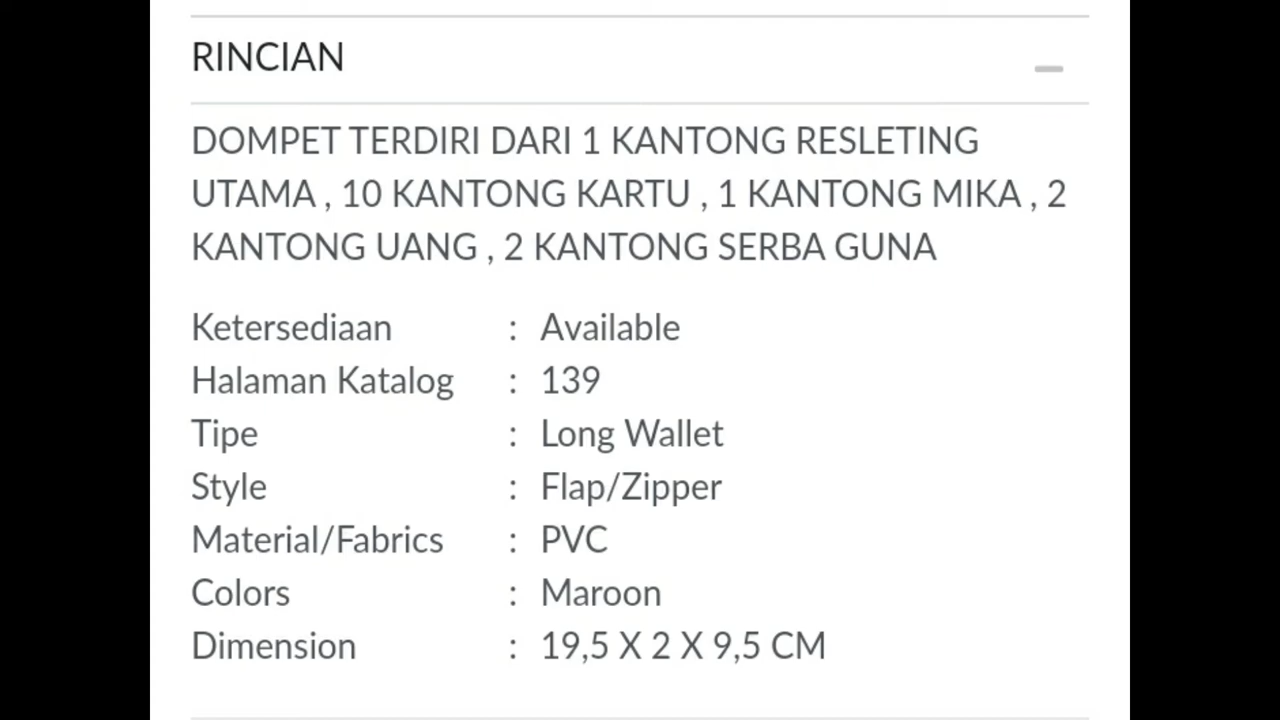 RINCIAN
DOMPET TERDIRI DARI 1 KANTONG RESLETING
UTAMA , 10 KANTONG KARTU , 1 KANTONG MIKA , 2
KANTONG UANG , 2 KANTONG SERBA GUNA
Ketersediaan : Available
Halaman Katalog : 139
Tipe : Long Wallet
Style : Flap/Zipper
Material/Fabrics : PVC
Colors : Maroon
Dimension : 19,5 X 2 X 9,5 CM